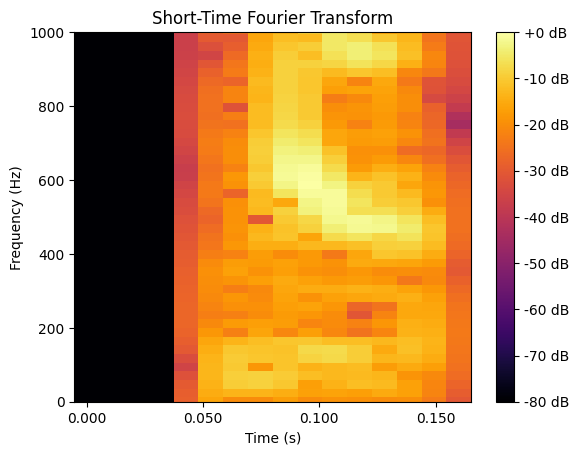 Short-Time Fourier Transform
1000
800
600
400
200
0
Frequency (Hz)
0.000
0.050
0.100
0.150
Time (s)
+0 dB
-10 dB
-20 dB
-30 dB
-40 dB
-50 dB
-60 dB
-70 dB
-80 dB